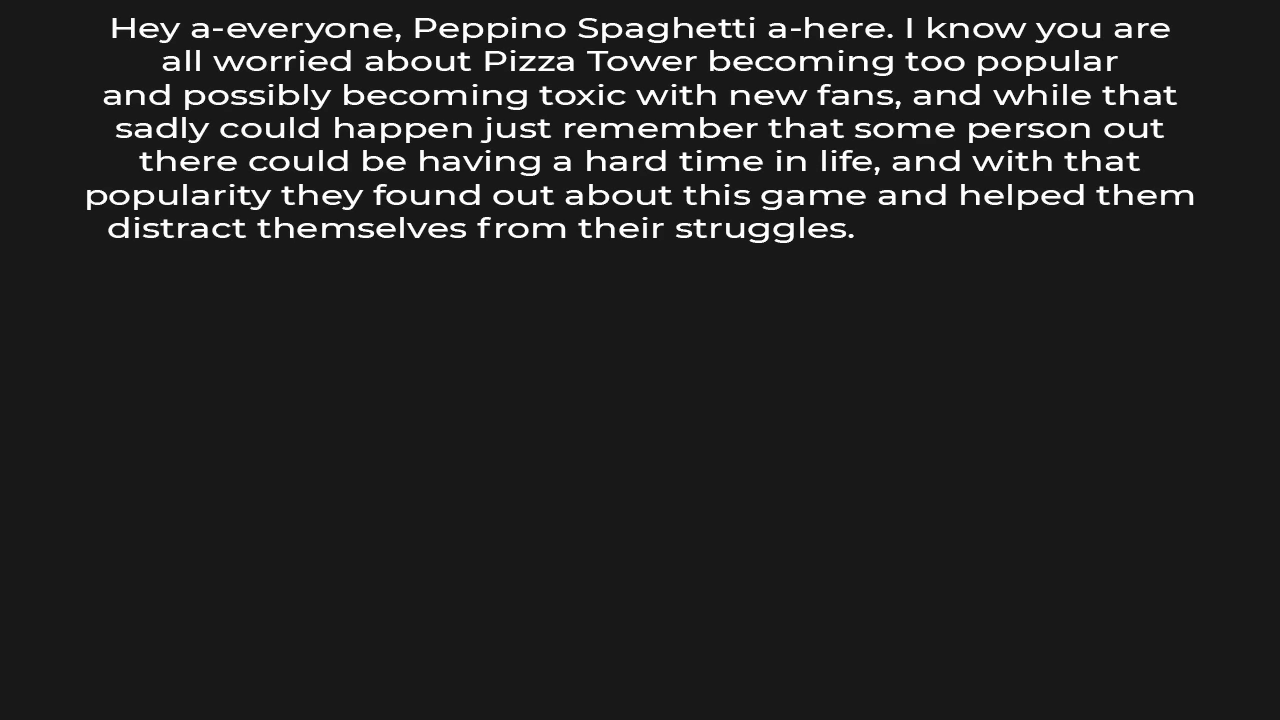 Hey a-everyone, Peppino Spaghetti a-here. I know you are
all worried about Pizza Tower becoming too popular
and possibly becoming toxic with new fans, and while that
sadly could happen just remember that some person out
there could be having a hard time in life, and with that
popularity they found out about this game and helped them
distract themselves from their struggles.